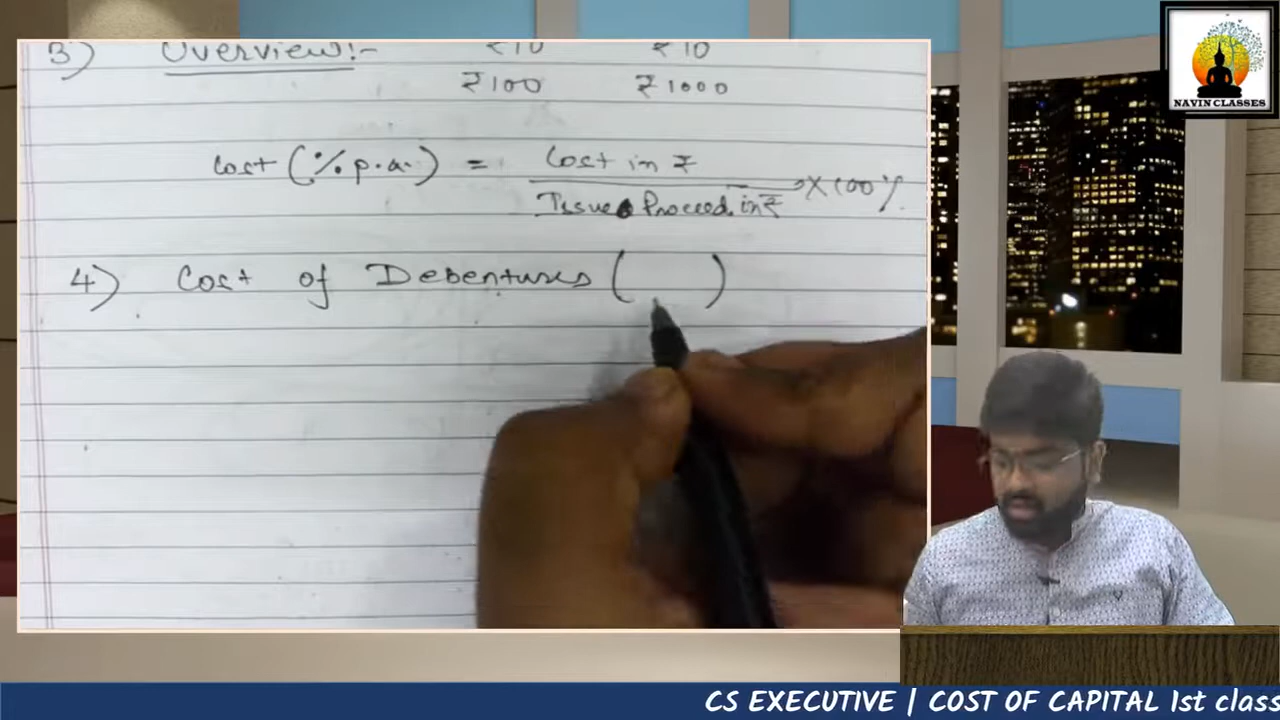 3) Overview:- ₹10 ₹10
₹100 ₹1000
Cost (% p.a.) = Cost in ₹
Issue Proceed in ₹ X 100%
4) Cost of Debentures ( )
NAVIN CLASSES
CS EXECUTIVE | COST OF CAPITAL 1st class